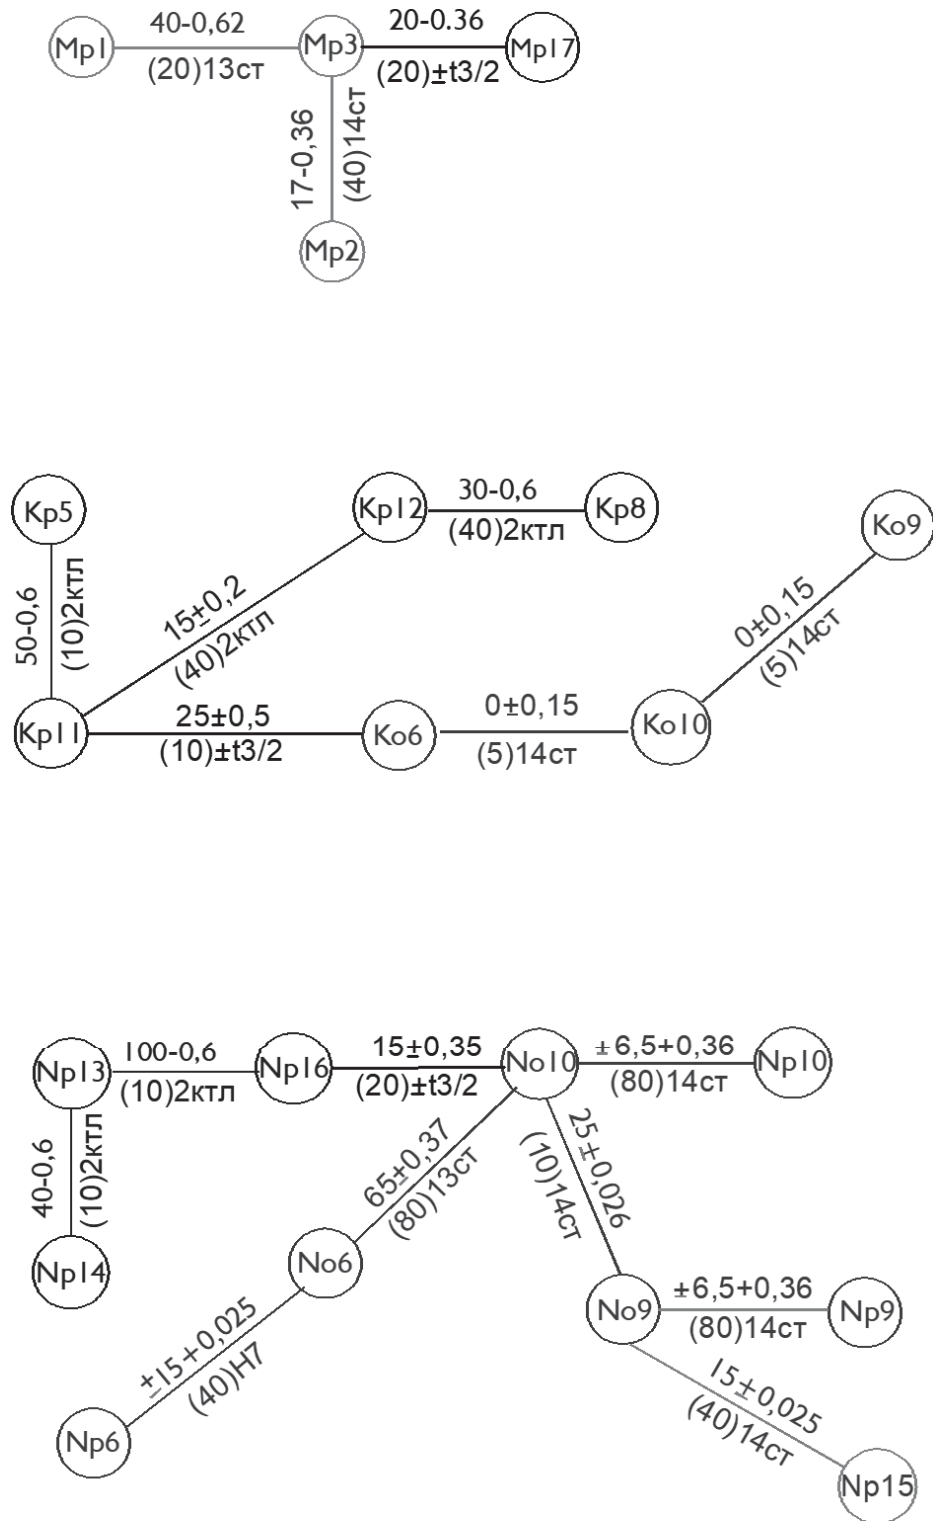 40-0,62
20-0.36
Mp1
Mp3
Mp17
(20)13ст
(20)±t3/2
17-0,36
(40)14ст
Mp2
Kp5
Kp12
30-0,6
Kp8
(40)2ктл
Ko9
50-0,6
(10)2ктл
15±0,2
(40)2ктл
0±0,15
(5)14ст
Kp11
25±0,5
(10)±t3/2
Ko6
0±0,15
(5)14ст
Ko10
Np13
100-0,6
(10)2ктл
Np16
15±0,35
(20)±t3/2
No10
±6,5+0,36
(80)14ст
Np10
40-0,6
(10)2ктл
65±0,37
(80)13ст
25±0,026
(10)14ст
Np14
No6
No9
±6,5+0,36
(80)14ст
Np9
±15+0,025
(40)H7
15±0,025
(40)14ст
Np6
Np15